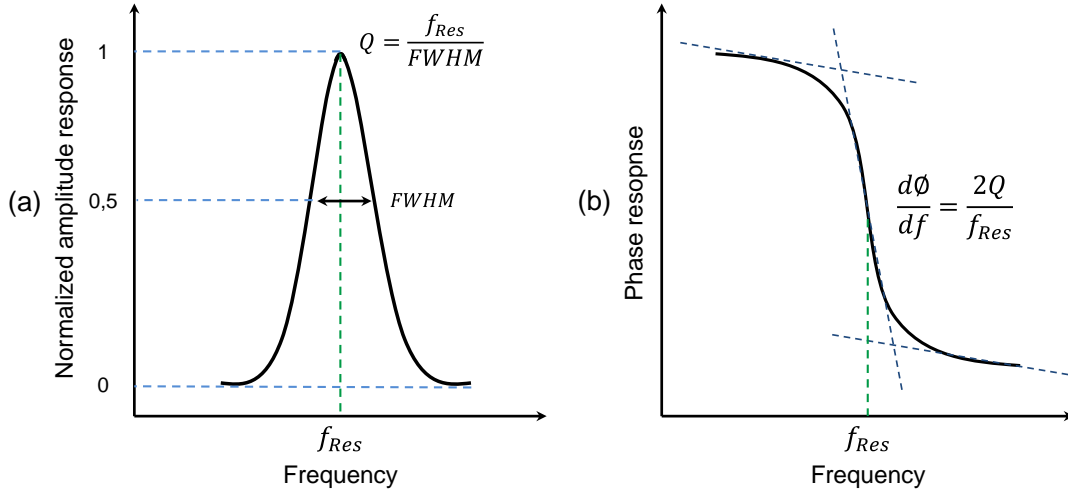 (a)
Normalized amplitude response
1
0,5
0
Q = f_Res / FWHM
FWHM
f_Res
Frequency
(b)
Phase resopnse
dØ / df = 2Q / f_Res
f_Res
Frequency